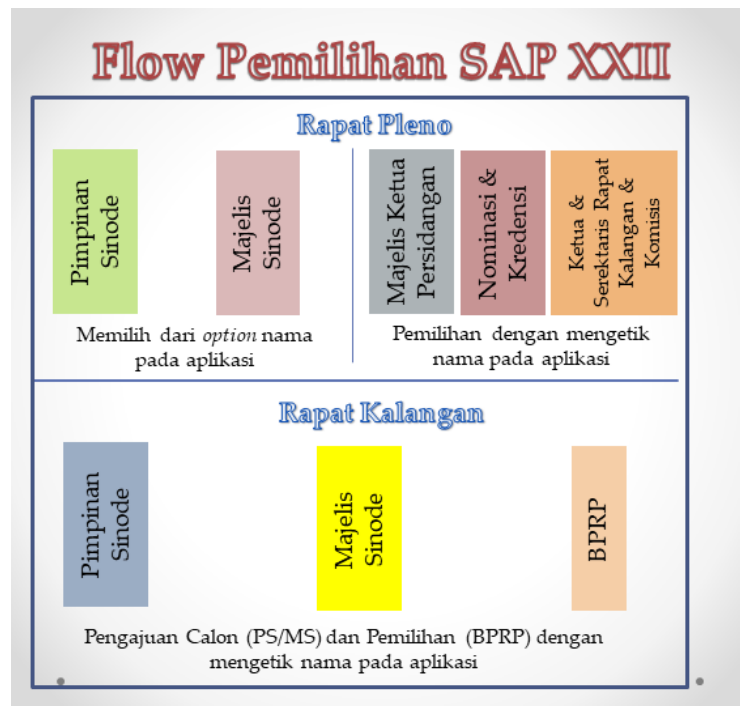 Flow Pemilihan SAP XXII
Rapat Pleno
Pimpinan
Sinode
Majelis
Sinode
Majelis Ketua
Persidangan
Nominasi &
Kredensi
Ketua &
Serektaris Rapat
Kalangan &
Komisis
Memilih dari option nama
pada aplikasi
Pemilihan dengan mengetik
nama pada aplikasi
Rapat Kalangan
Pimpinan
Sinode
Majelis
Sinode
BPRP
Pengajuan Calon (PS/MS) dan Pemilihan (BPRP) dengan
mengetik nama pada aplikasi